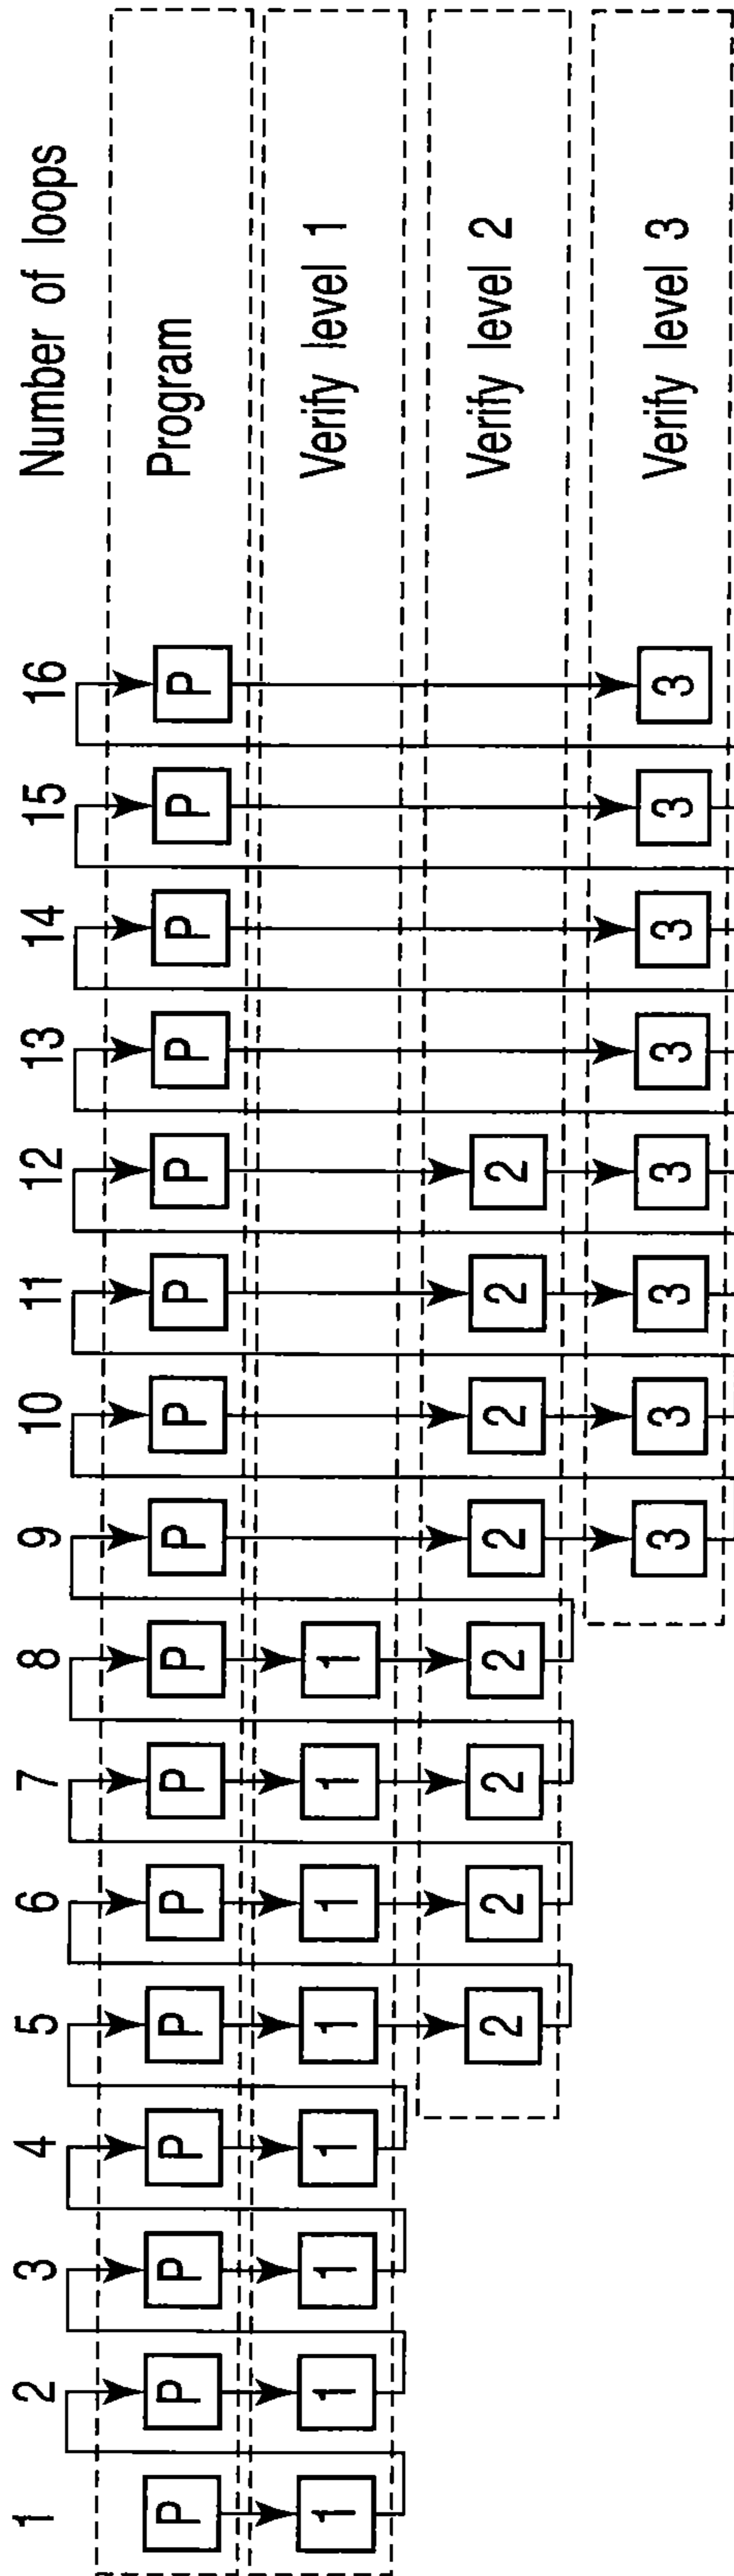 1 2 3 4 5 6 7 8 9 10 11 12 13 14 15 16 Number of loops
P P P P P P P P P P P P P P P P Program
1 1 1 1 1 1 1 1 Verify level 1
2 2 2 2 2 2 2 2 Verify level 2
3 3 3 3 3 3 3 3 Verify level 3